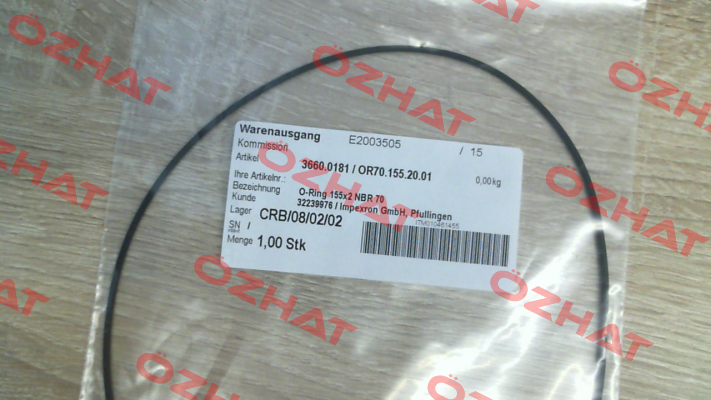 ÖZHAT
ÖZHAT
ÖZHAT
ÖZHAT
Warenausgang E2003505 / 15
Kommission
Artikel 3660.0181 / OR70.155.20.01 0,00kg
Ihre Artikelnr.:
Bezeichnung O-Ring 155x2 NBR 70
Kunde 32239976 / Impexron GmbH, Pfullingen
Lager CRB/08/02/02
SN /
Menge 1,00 Stk
ÖZHAT
ÖZHAT
ÖZHAT
ÖZHAT
ÖZHAT
ÖZHAT
ÖZHAT
ÖZHAT